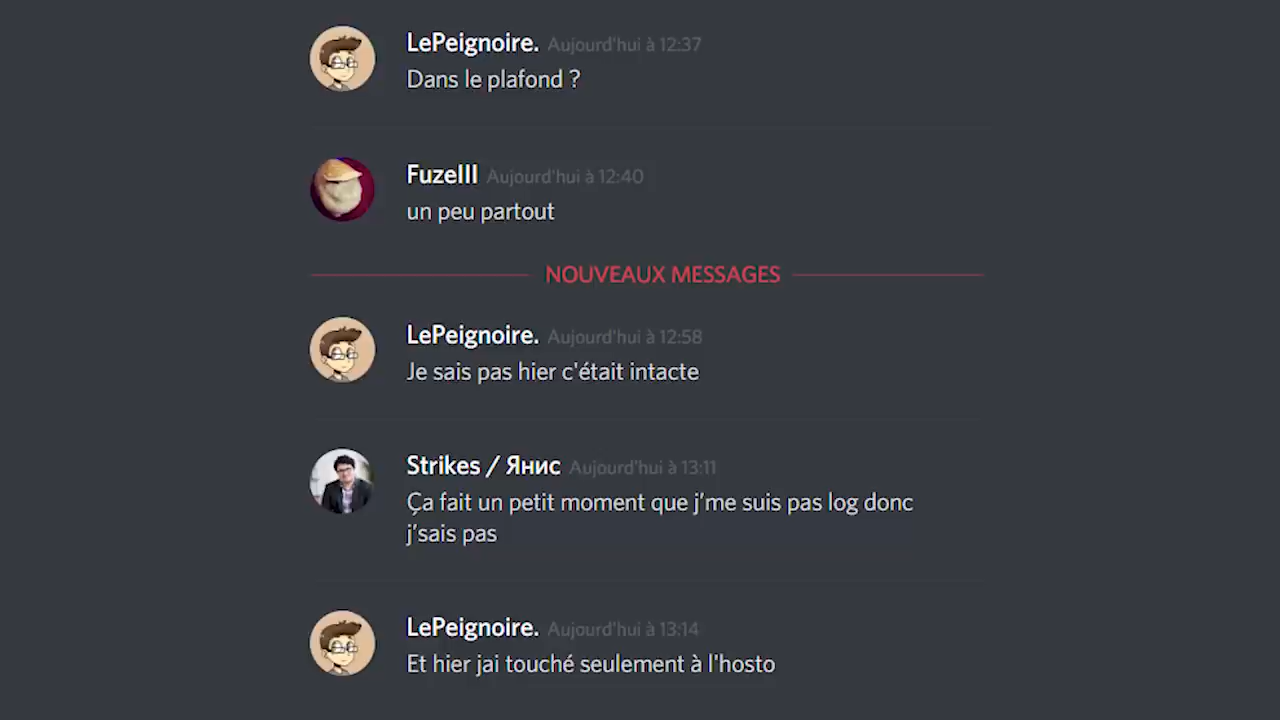 LePeignoire. Aujourd'hui à 12:37
Dans le plafond ?
FuzeIII Aujourd'hui à 12:40
un peu partout
NOUVEAUX MESSAGES
LePeignoire. Aujourd'hui à 12:58
Je sais pas hier c'était intacte
Strikes / Янис Aujourd'hui à 13:11
Ça fait un petit moment que j’me suis pas log donc
j’sais pas
LePeignoire. Aujourd'hui à 13:14
Et hier jai touché seulement à l'hosto